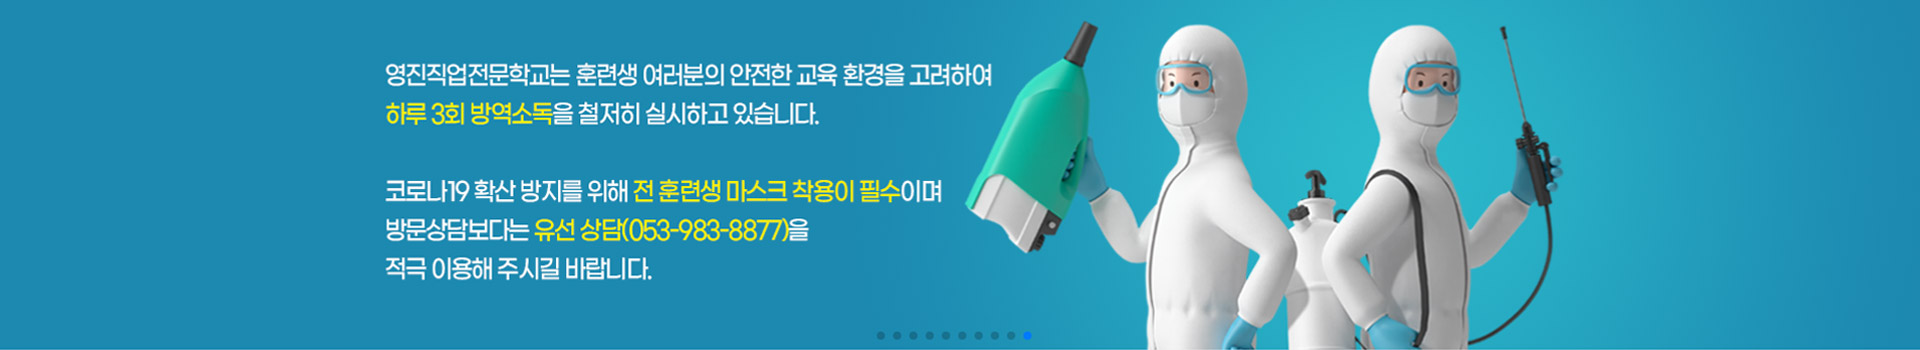 영진직업전문학교는 훈련생 여러분의 안전한 교육 환경을 고려하여
하루 3회 방역소독을 철저히 실시하고 있습니다.
코로나19 확산 방지를 위해 전 훈련생 마스크 착용이 필수이며
방문상담보다는 유선 상담(053-983-8877)을
적극 이용해 주시길 바랍니다.